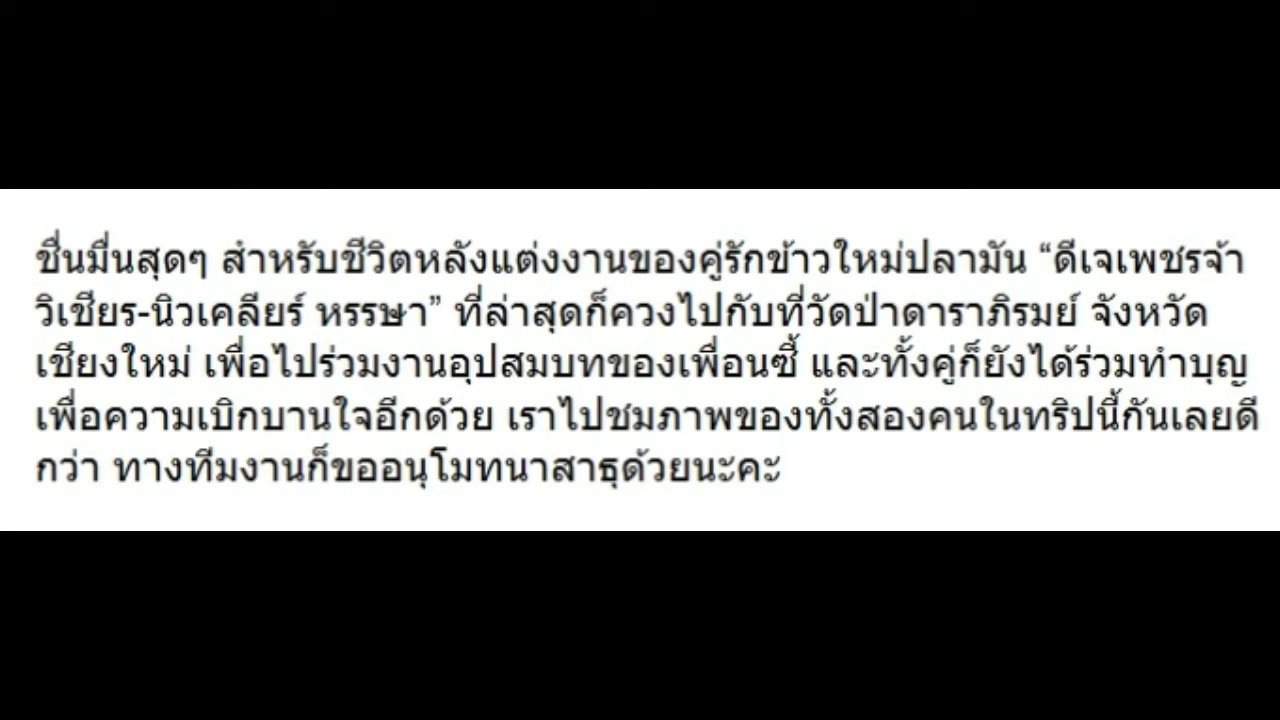 ชื่นมื่นสุดๆ สำหรับชีวิตหลังแต่งงานของคู่รักข้าวใหม่ปลามัน “ดีเจเพชรจ้า
วิเชียร-นิวเคลียร์ หรรษา” ที่ล่าสุดก็ควงไปกับที่วัดป่าดาราภิรมย์ จังหวัด
เชียงใหม่ เพื่อไปร่วมงานอุปสมบทของเพื่อนซี้ และทั้งคู่ก็ยังได้ร่วมทำบุญ
เพื่อความเบิกบานใจอีกด้วย เราไปชมภาพของทั้งสองคนในทริปนี้กันเลยดี
กว่า ทางทีมงานก็ขออนุโมทนาสาธุด้วยนะคะ